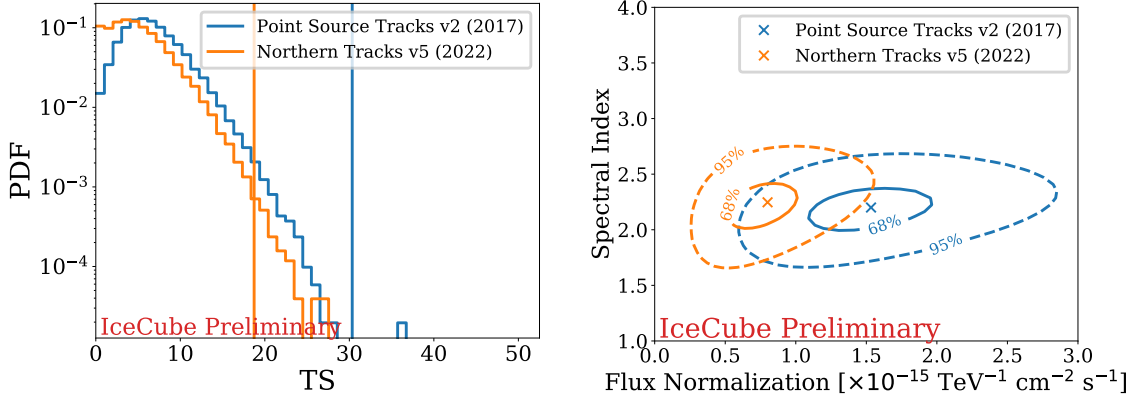 Point Source Tracks v2 (2017)
Northern Tracks v5 (2022)
PDF
10⁻¹
10⁻²
10⁻³
10⁻⁴
IceCube Preliminary
0 10 20 30 40 50
TS
Point Source Tracks v2 (2017)
Northern Tracks v5 (2022)
Spectral Index
4.0
3.5
3.0
2.5
2.0
1.5
1.0
95%
68%
68%
95%
IceCube Preliminary
0.0 0.5 1.0 1.5 2.0 2.5 3.0
Flux Normalization [×10⁻¹⁵ TeV⁻¹ cm⁻² s⁻¹]